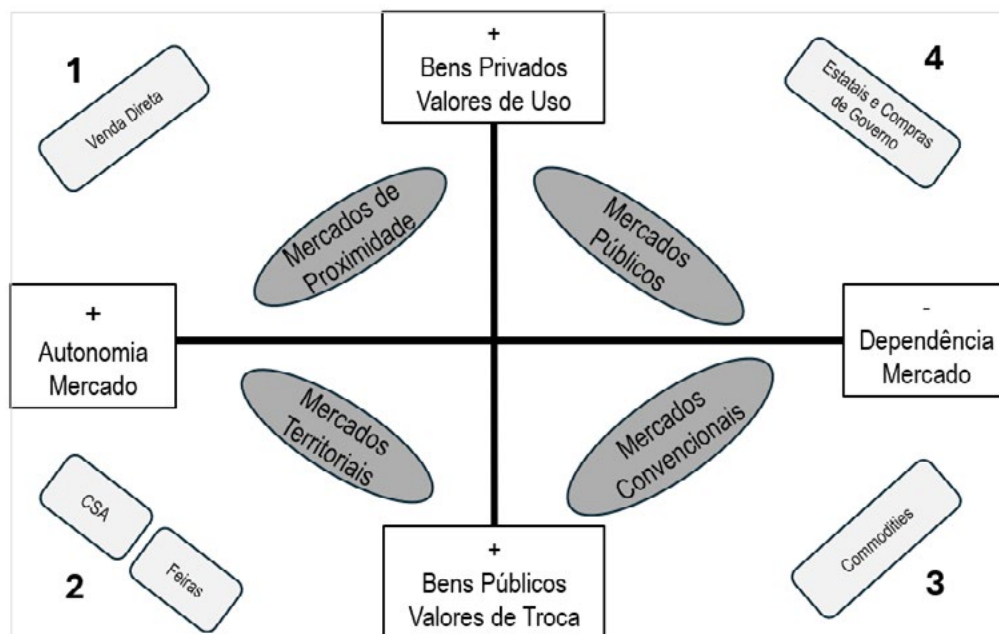 1
Venda Direta
+
Bens Privados
Valores de Uso
4
Estatais e Compras
de Governo
Mercados de
Proximidade
Mercados
Públicos
+
Autonomia
Mercado
-
Dependência
Mercado
Mercados
Territoriais
Mercados
Convencionais
CSA
Feiras
2
+
Bens Públicos
Valores de Troca
Commodities
3